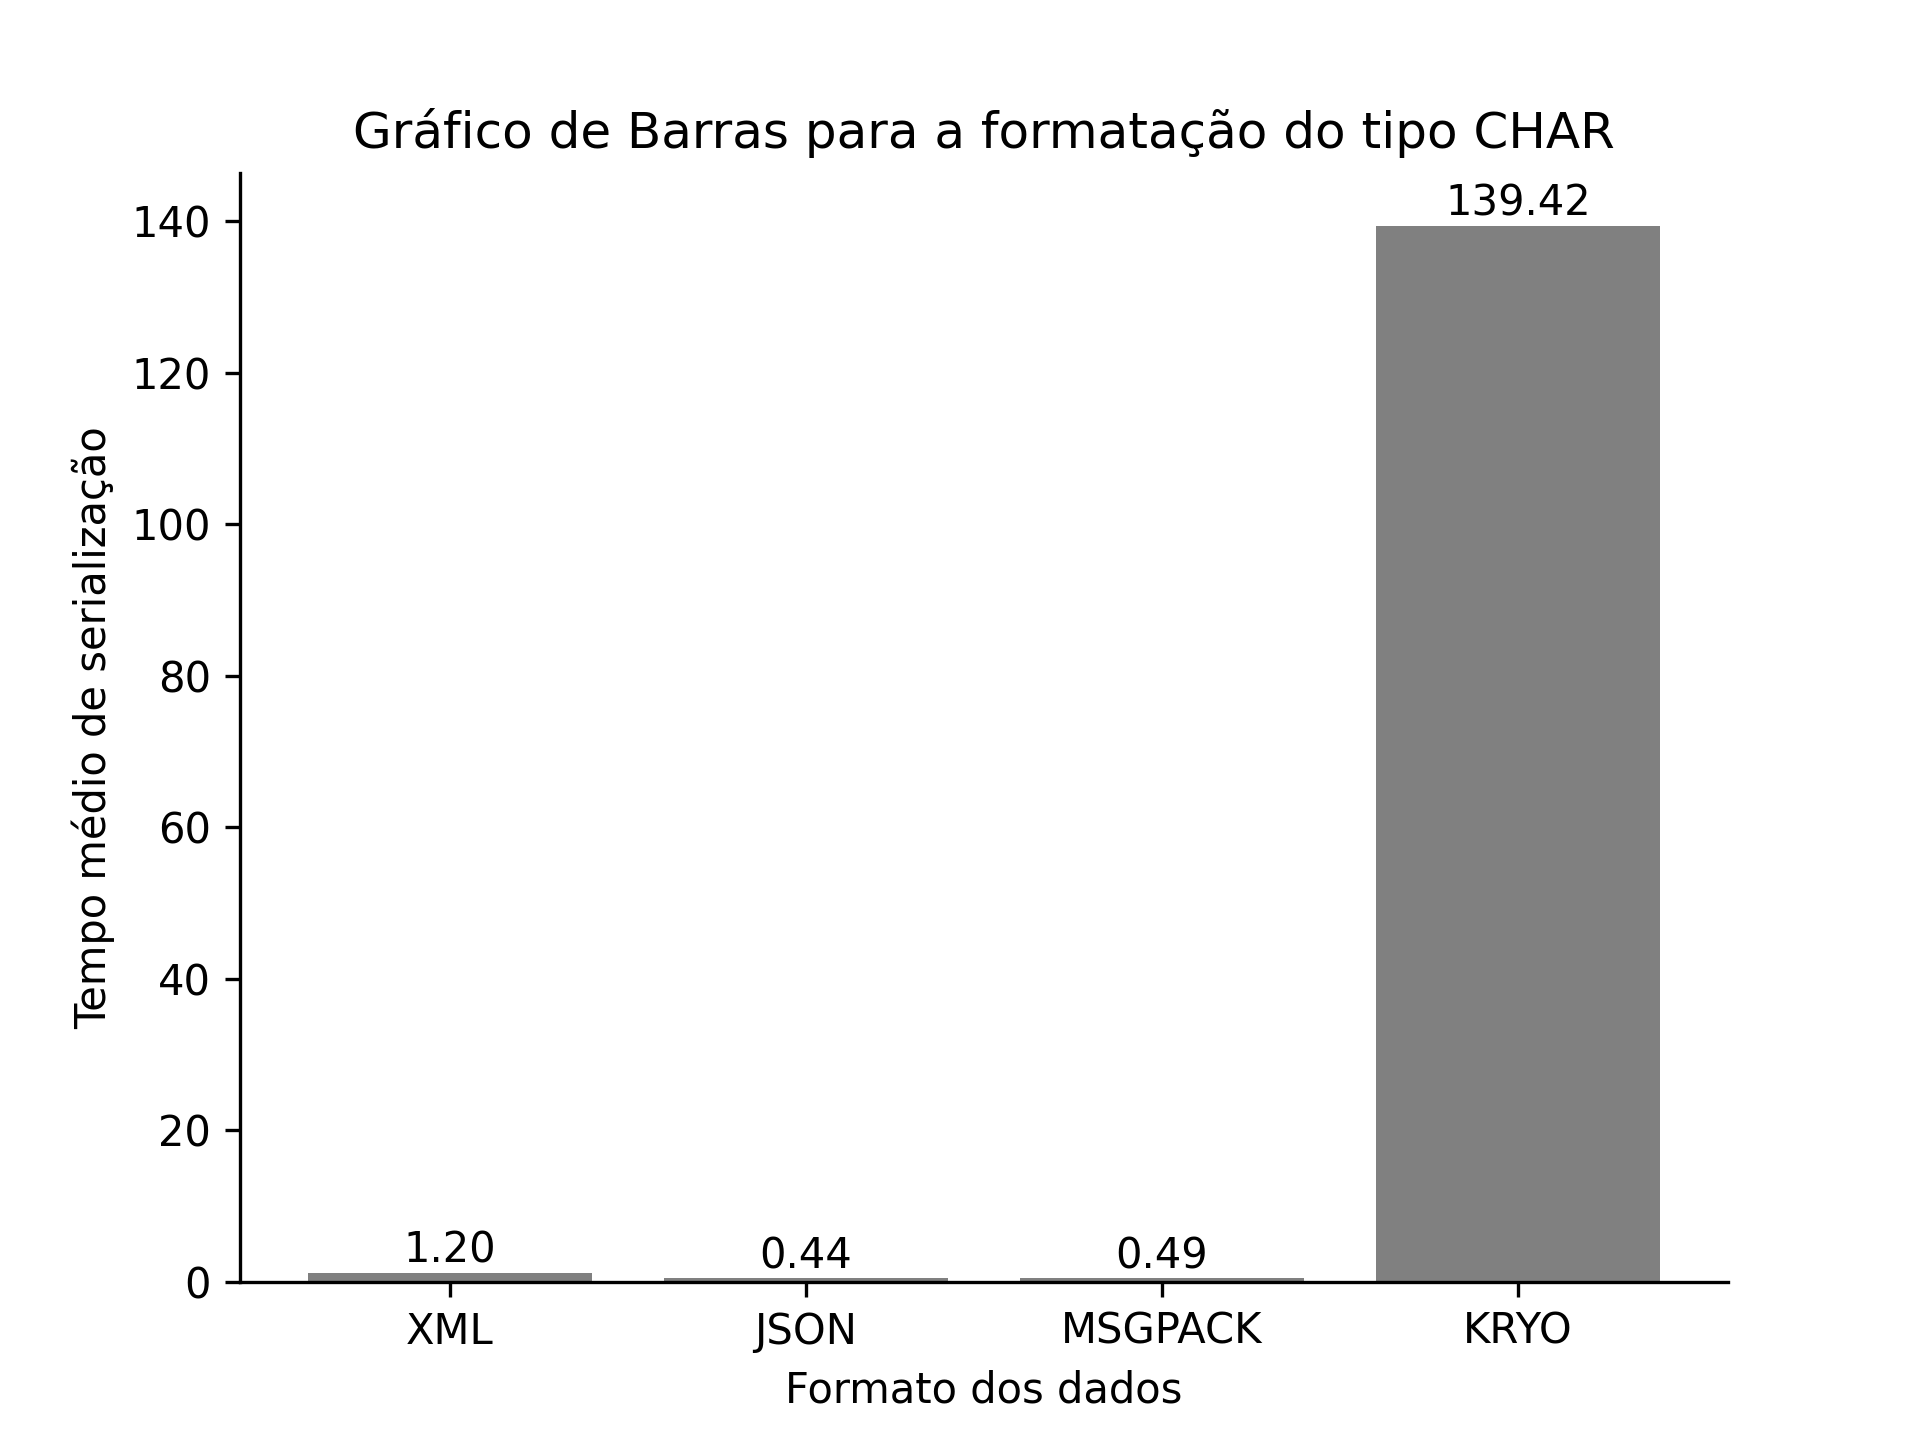 Gráfico de Barras para a formatação do tipo CHAR
Tempo médio de serialização
140
120
100
80
60
40
20
0
1.20
0.44
0.49
139.42
XML
JSON
MSGPACK
KRYO
Formato dos dados